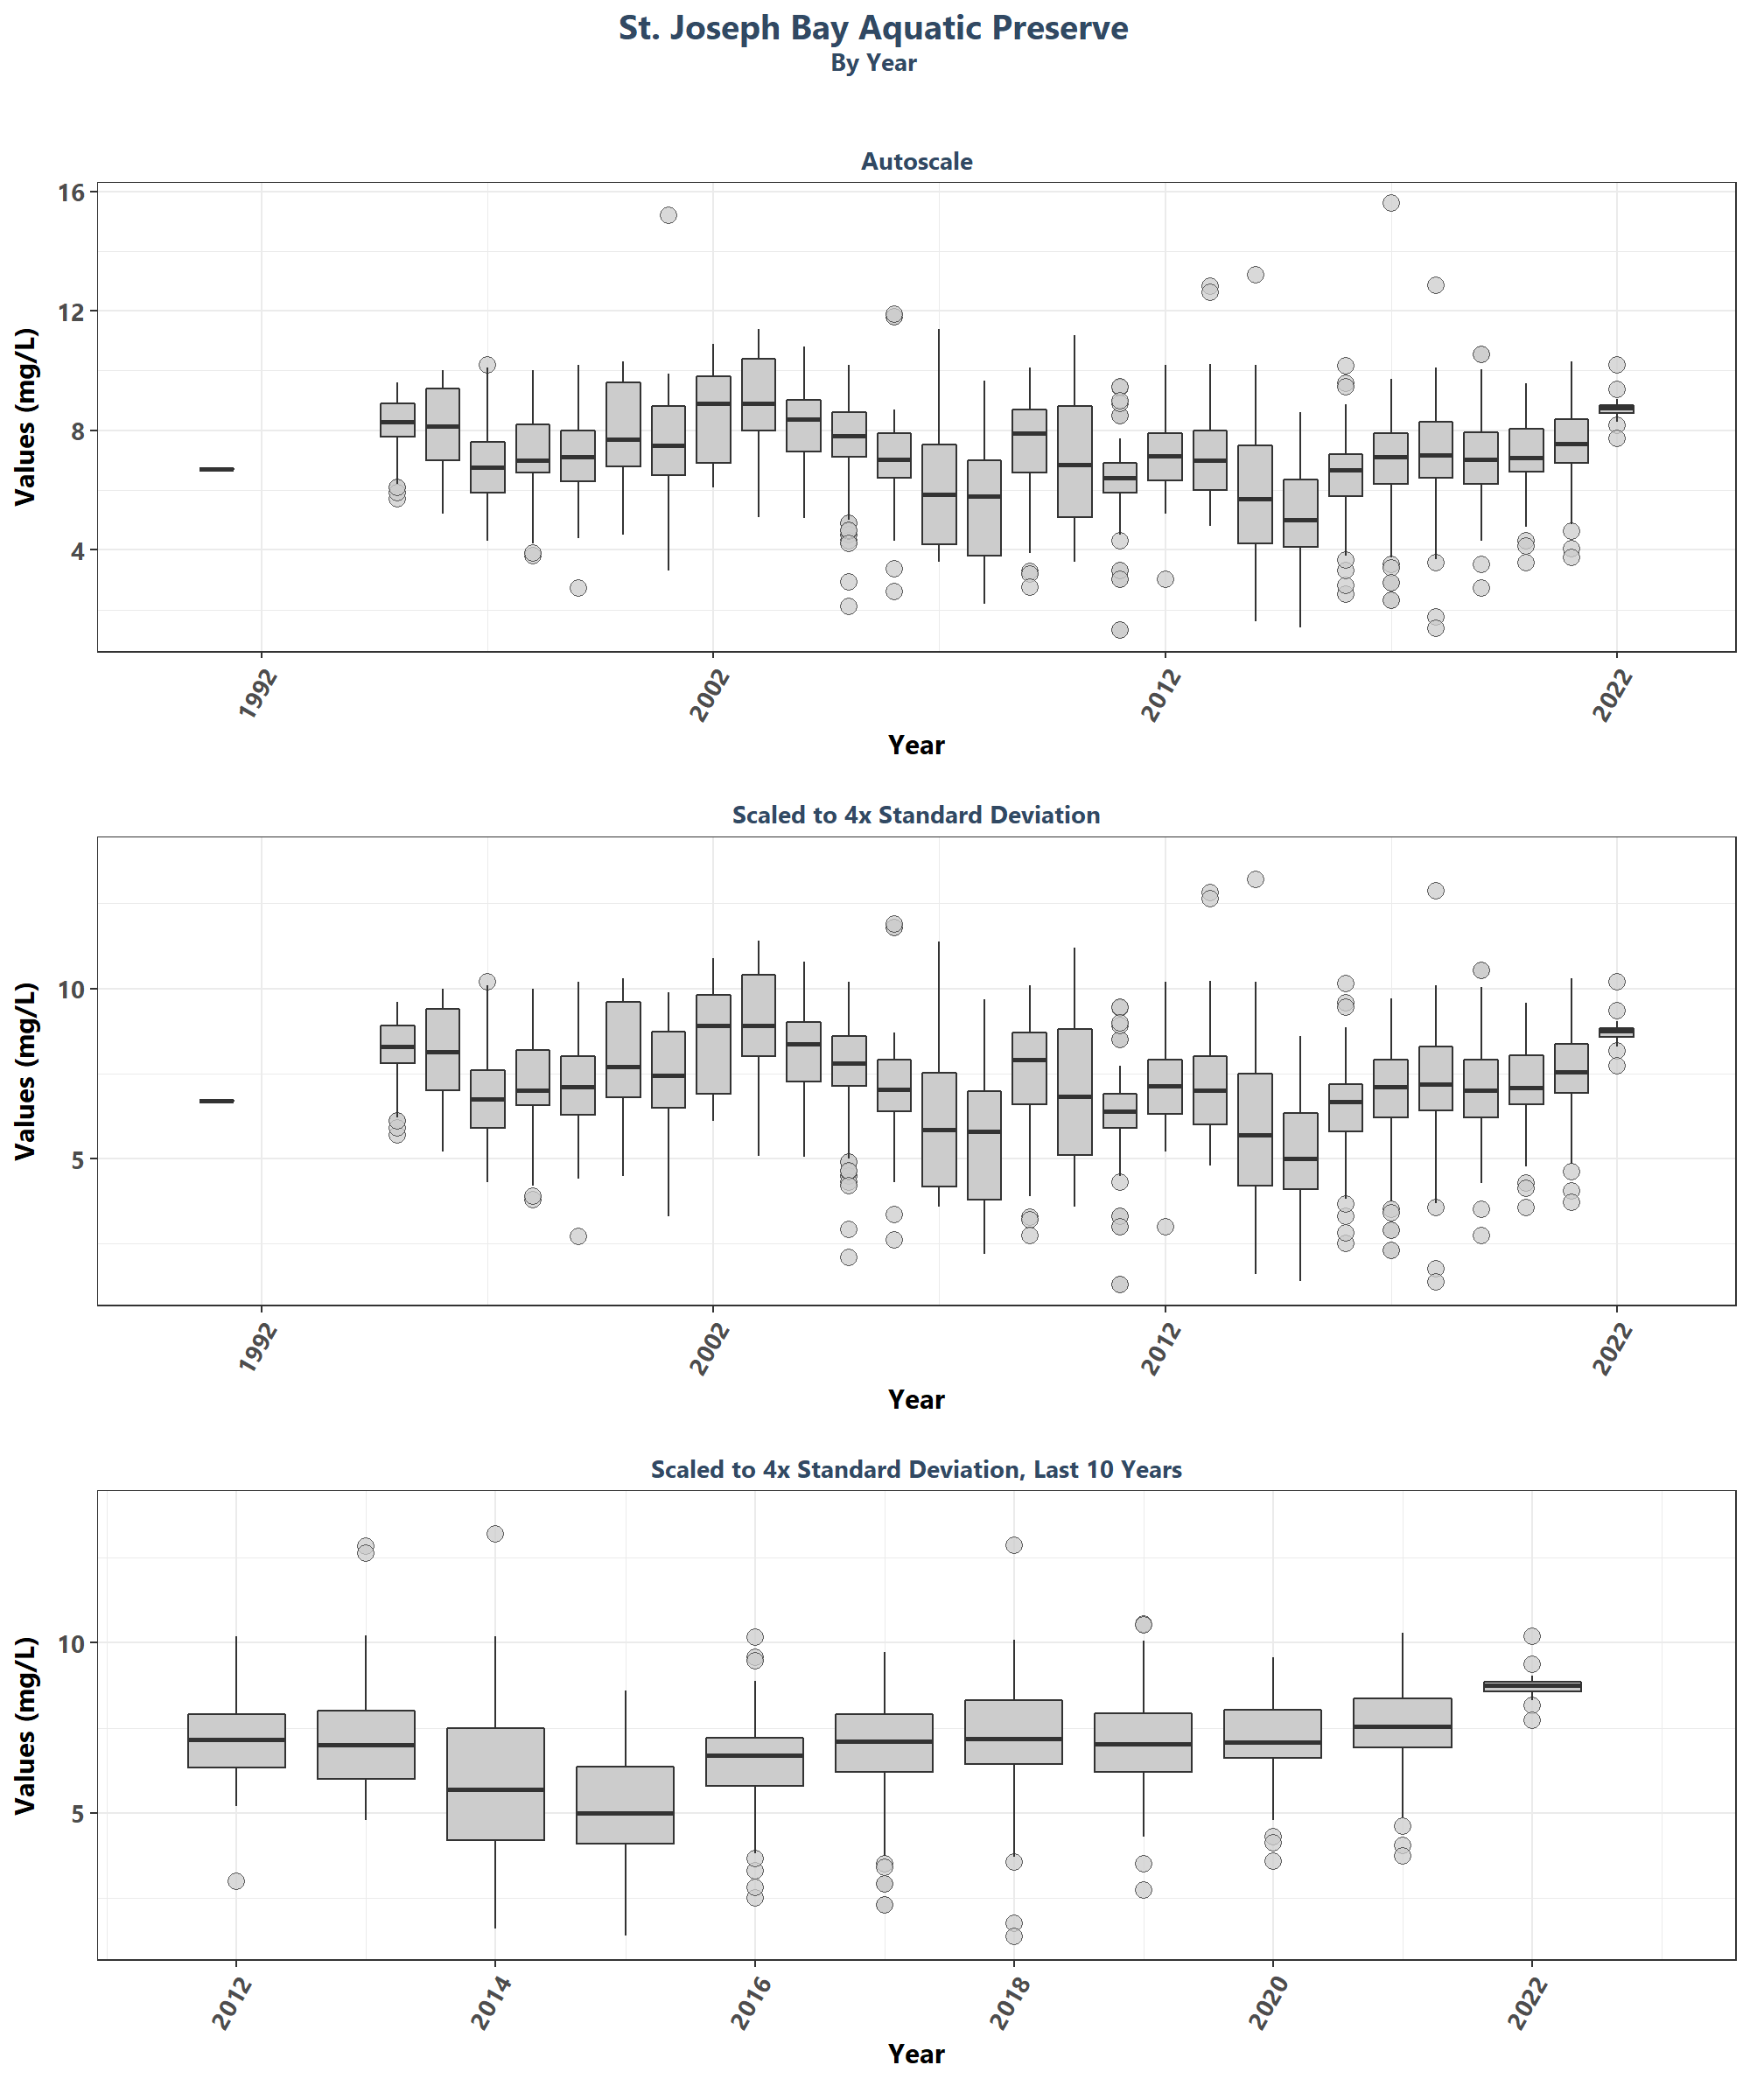 St. Joseph Bay Aquatic Preserve
By Year
Autoscale
Values (mg/L)
16
12
8
4
1992
2002
2012
2022
Year
Scaled to 4x Standard Deviation
Values (mg/L)
10
5
1992
2002
2012
2022
Year
Scaled to 4x Standard Deviation, Last 10 Years
Values (mg/L)
10
5
2012
2014
2016
2018
2020
2022
Year